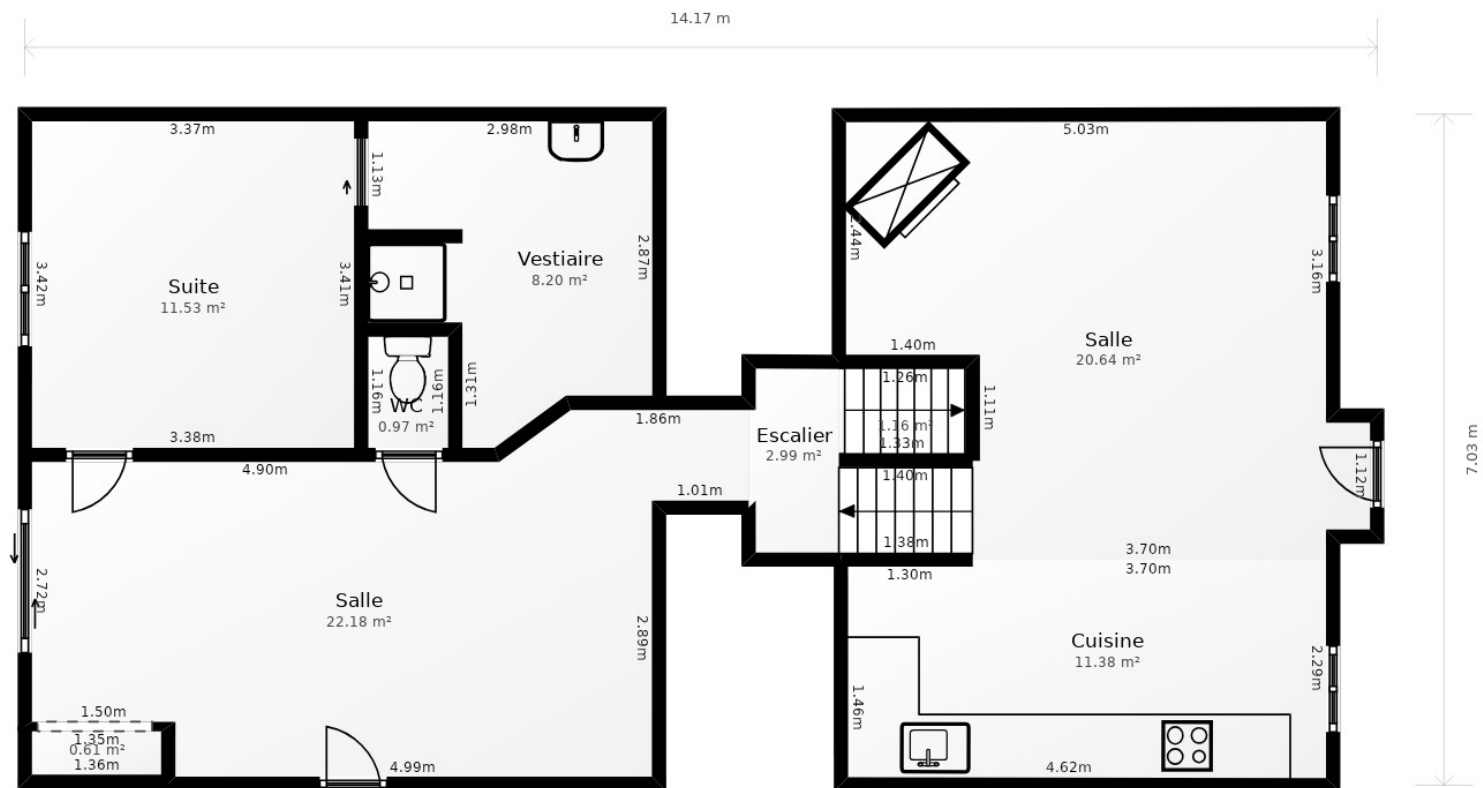 14.17 m
3.37m
2.98m
5.03m
1.13m
3.42m
3.41m
2.87m
Suite
11.53 m²
Vestiaire
8.20 m²
3.16m
Salle
20.64 m²
1.40m
1.26m
1.11m
1.16m
1.16m
1.31m
WC
0.97 m²
1.86m
Escalier
2.99 m²
1.16 m²
1.33m
3.38m
4.90m
1.40m
1.01m
1.12m
7.03 m
1.38m
1.30m
3.70m
3.70m
2.72m
Salle
22.18 m²
2.89m
Cuisine
11.38 m²
2.29m
1.46m
1.50m
1.35m
0.61 m²
1.36m
4.99m
4.62m